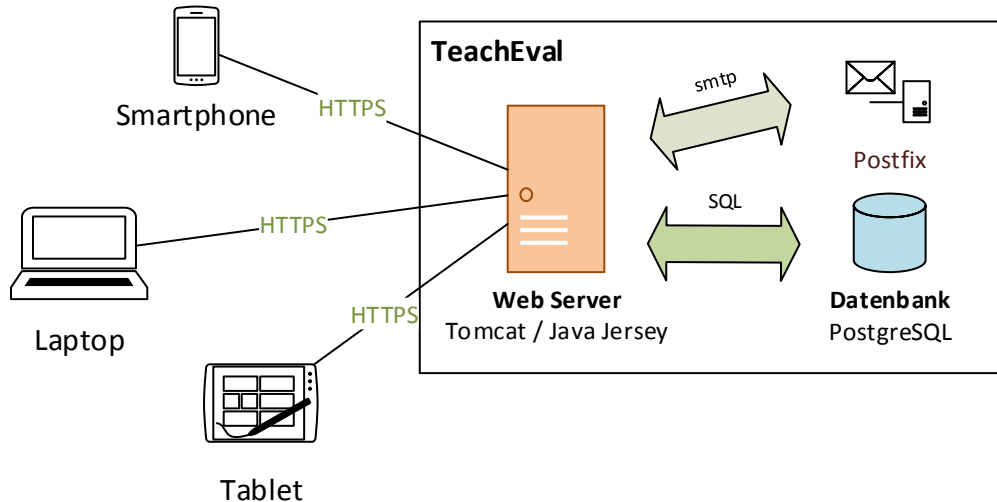 TeachEval
smtp
HTTPS
Smartphone
Postfix
SQL
HTTPS
Web Server
Tomcat / Java Jersey
Datenbank
PostgreSQL
HTTPS
Laptop
Tablet